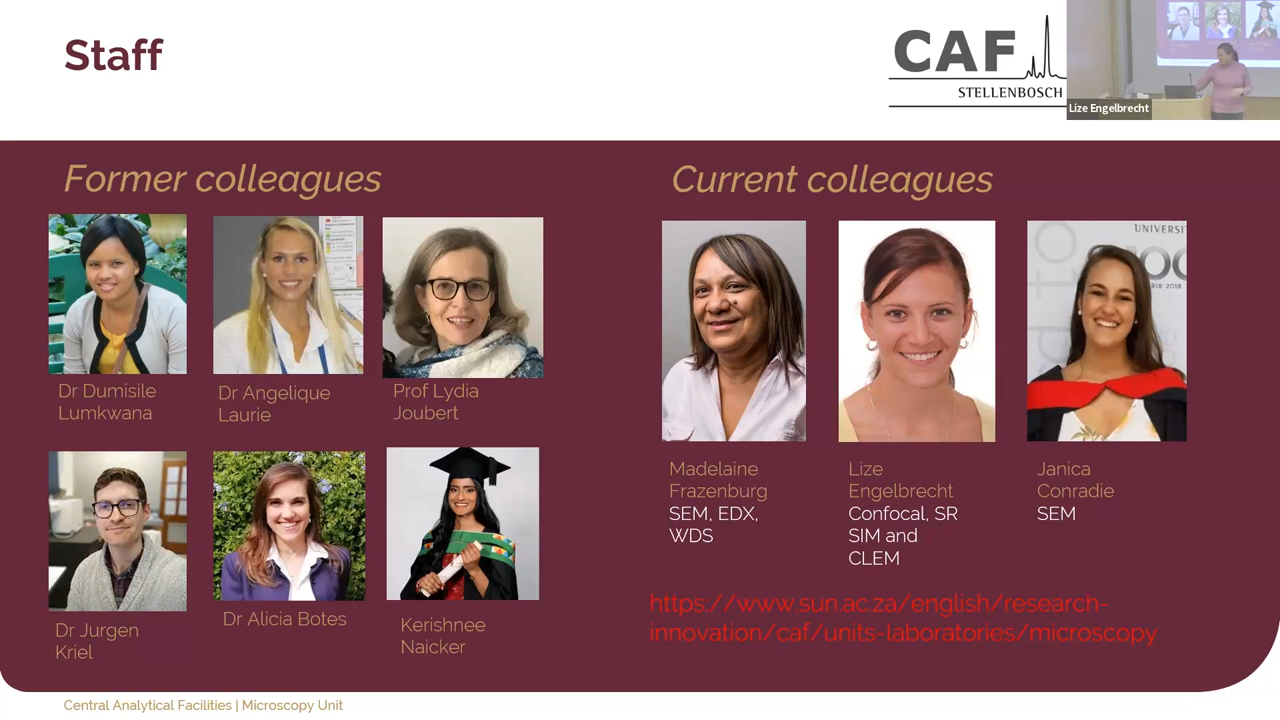 Staff
CAF
STELLENBOSCH
Lize Engelbrecht
Former colleagues
Current colleagues
Dr Dumisile
Lumkwana
Dr Angelique
Laurie
Prof Lydia
Joubert
Dr Jurgen
Kriel
Dr Alicia Botes
Kerishnee
Naicker
UNIVERSIT
1918 2018
Madelaine
Frazenburg
SEM, EDX,
WDS
Lize
Engelbrecht
Confocal, SR
SIM and
CLEM
Janica
Conradie
SEM
https://www.sun.ac.za/english/research-
innovation/caf/units-laboratories/microscopy
Central Analytical Facilities | Microscopy Unit